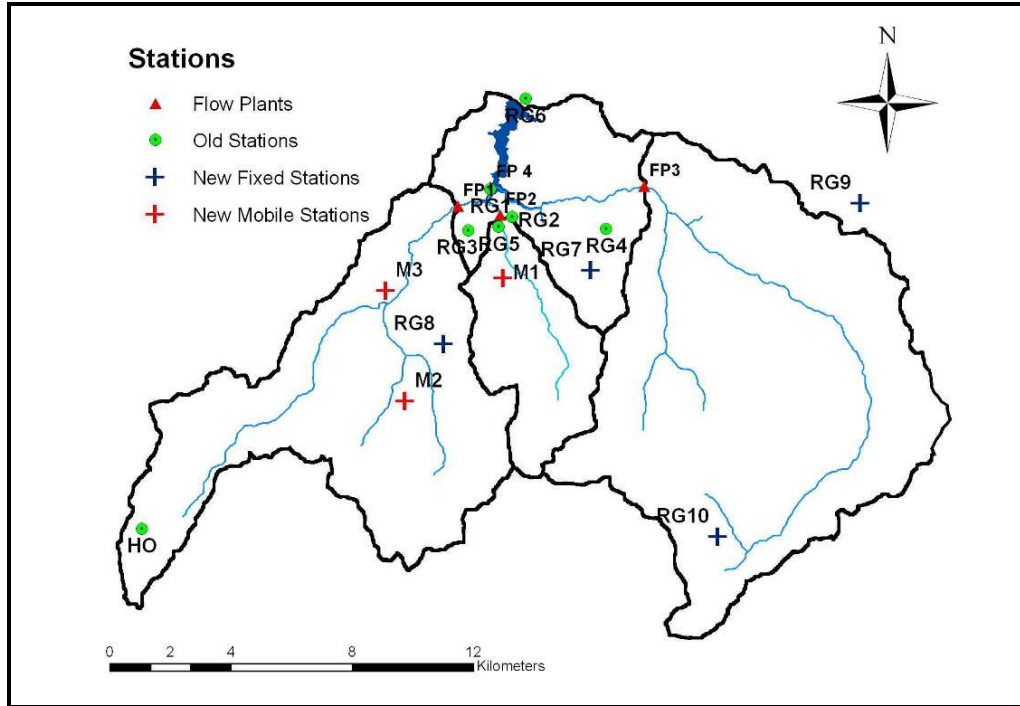 Stations
Flow Plants
Old Stations
New Fixed Stations
New Mobile Stations
N
RG6
FP 4
FP3
RG9
FP1
FP2
RG1
RG2
RG3
RG5
RG7
RG4
M3
M1
RG8
M2
RG10
HO
0 2 4 8 12
Kilometers